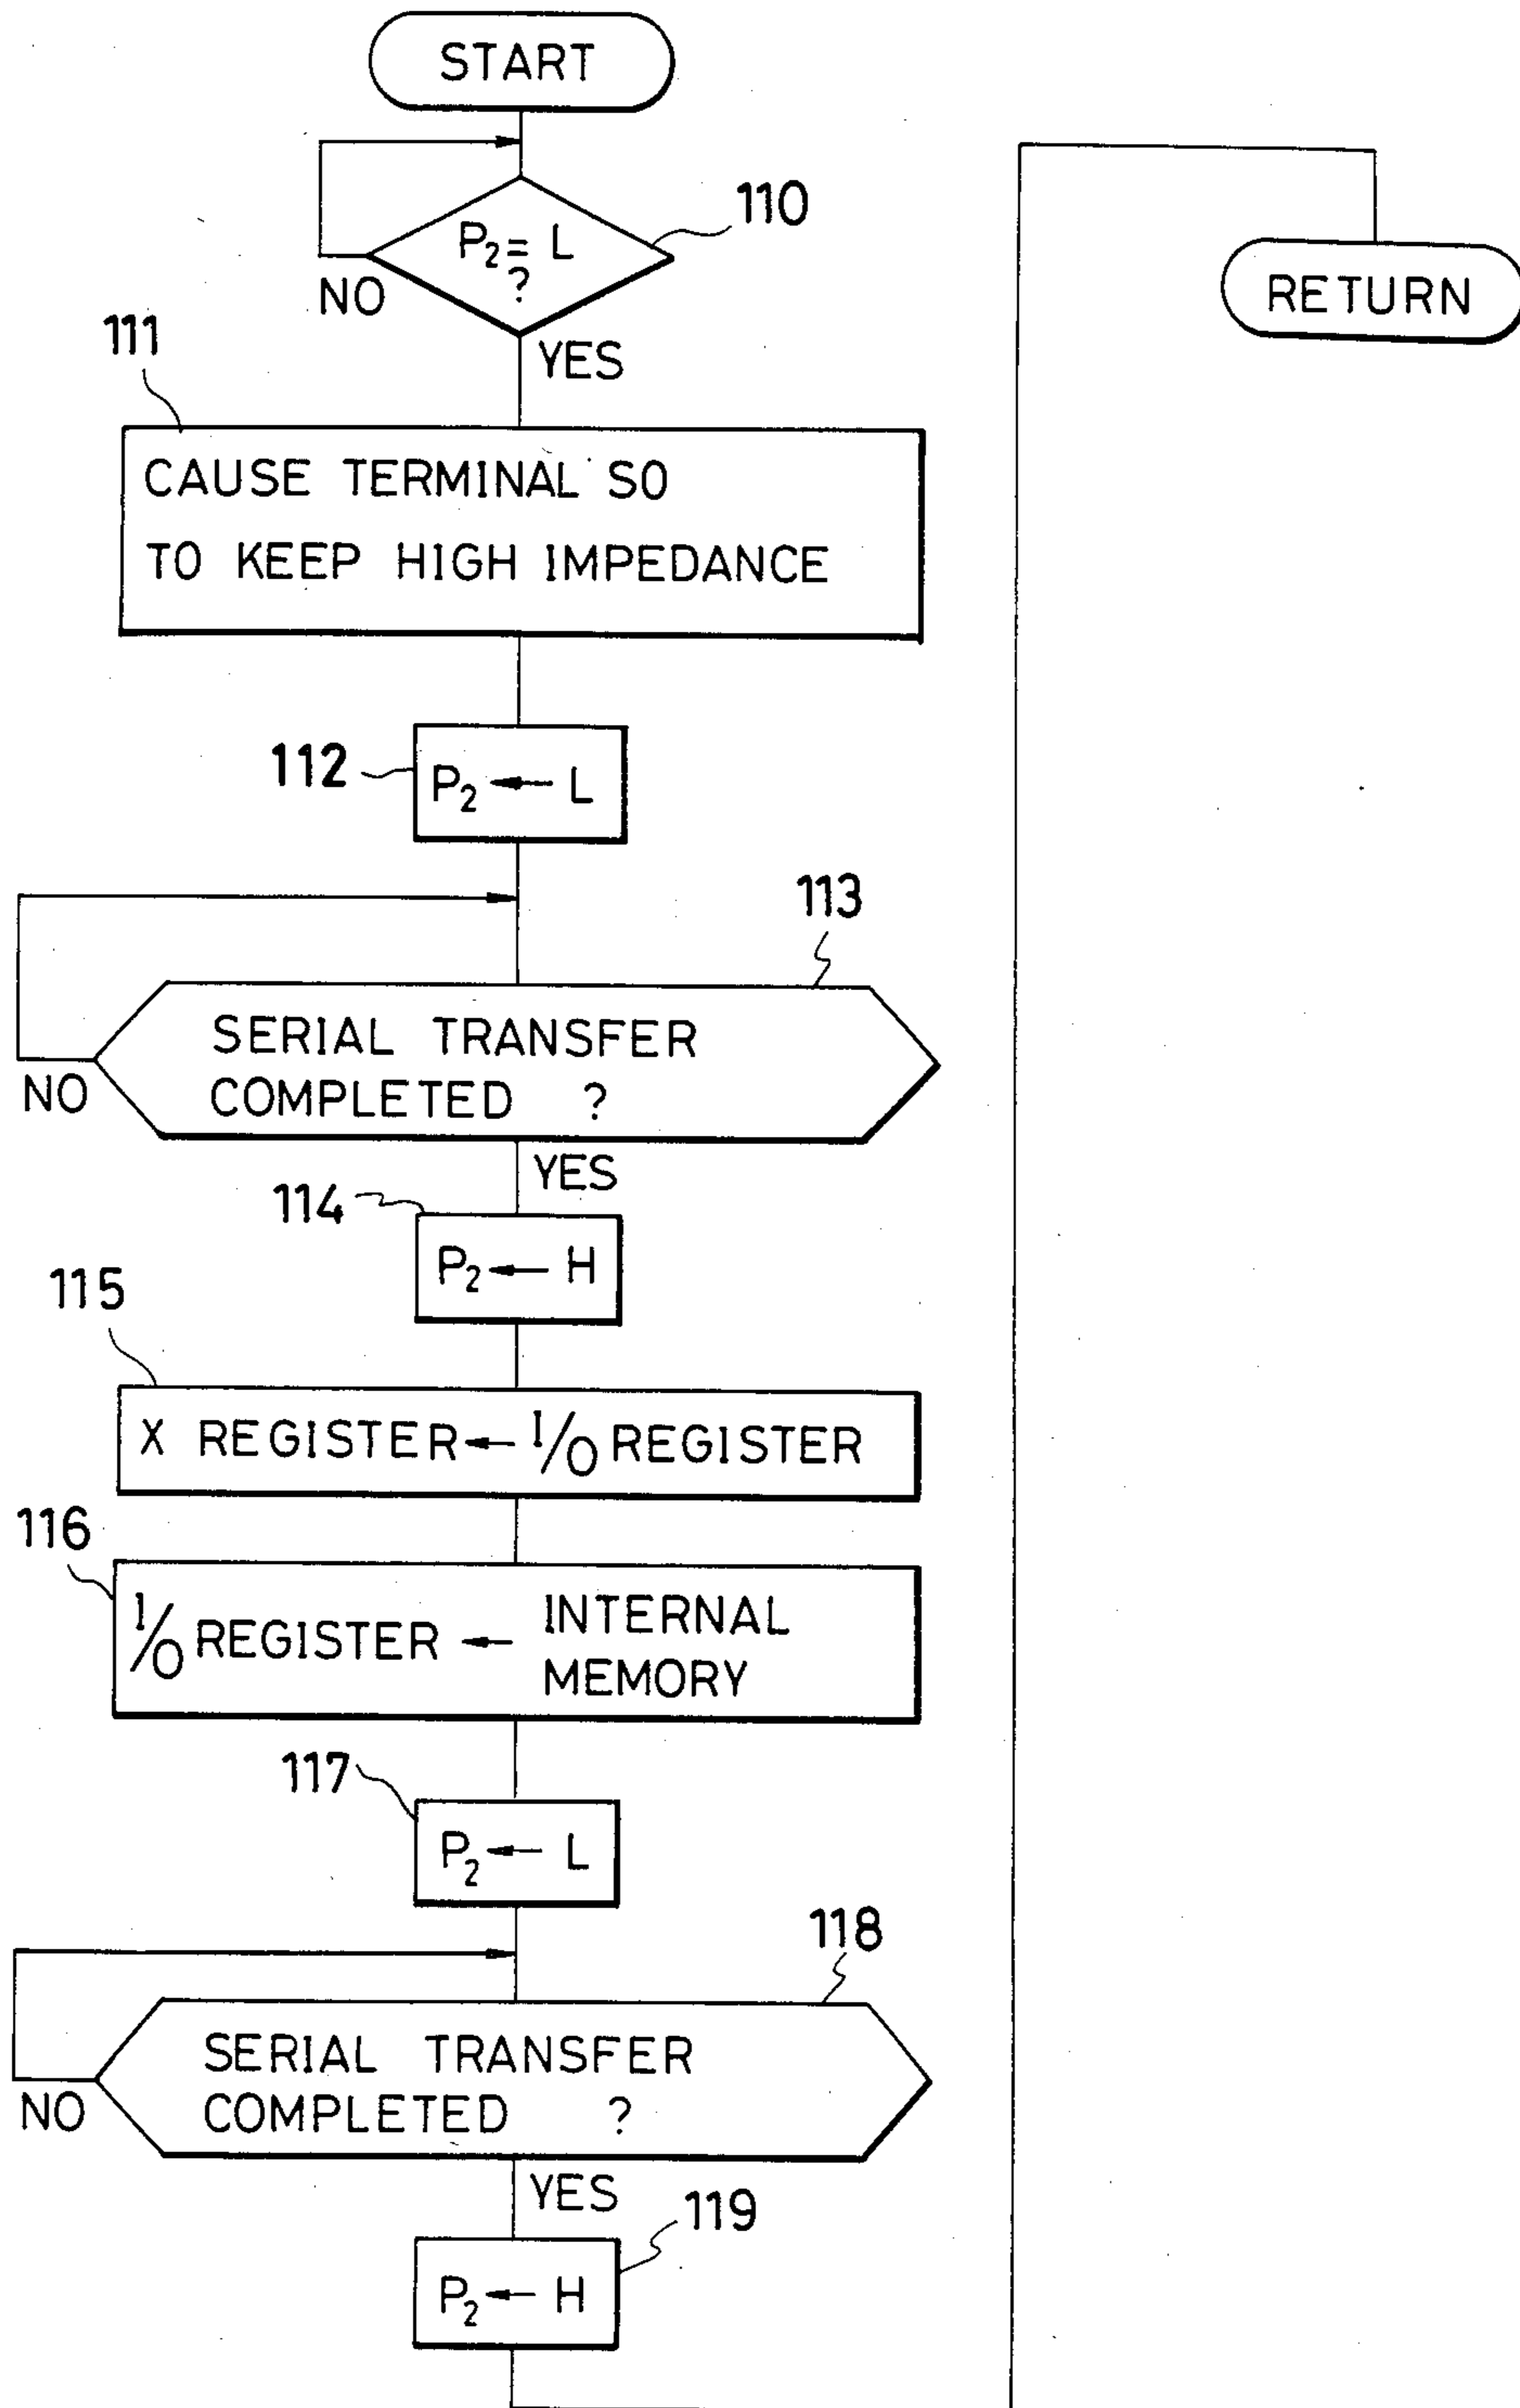 START
110
P₂ = L
?
NO
YES
111
CAUSE TERMINAL SO
TO KEEP HIGH IMPEDANCE
112
P₂ ← L
113
SERIAL TRANSFER
COMPLETED ?
NO
YES
114
P₂ ← H
115
X REGISTER ← I/O REGISTER
116
I/O REGISTER ← INTERNAL
MEMORY
117
P₂ ← L
118
SERIAL TRANSFER
COMPLETED ?
NO
YES
119
P₂ ← H
RETURN